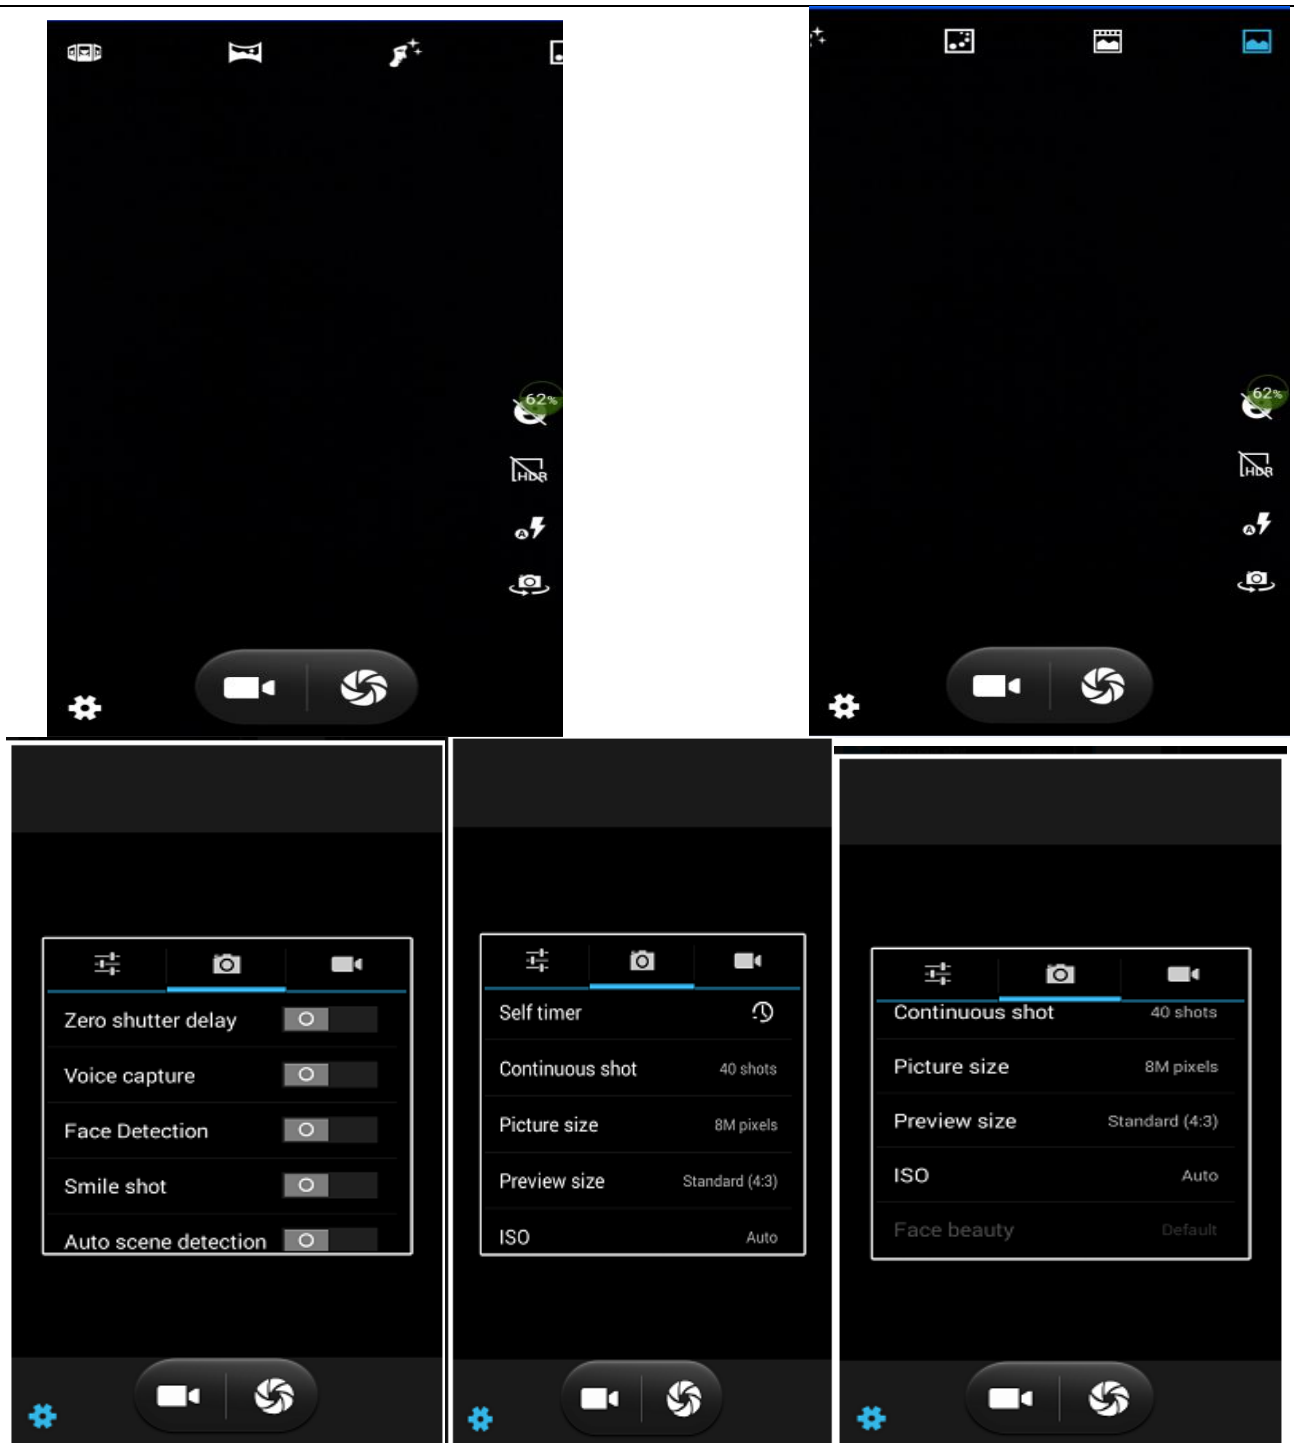 62%
HDR
A
62%
HDR
A
Zero shutter delay
Voice capture
Face Detection
Smile shot
Auto scene detection
Self timer
Continuous shot 40 shots
Picture size 8M pixels
Preview size Standard (4:3)
ISO Auto
Continuous shot 40 shots
Picture size 8M pixels
Preview size Standard (4:3)
ISO Auto
Face beauty Default